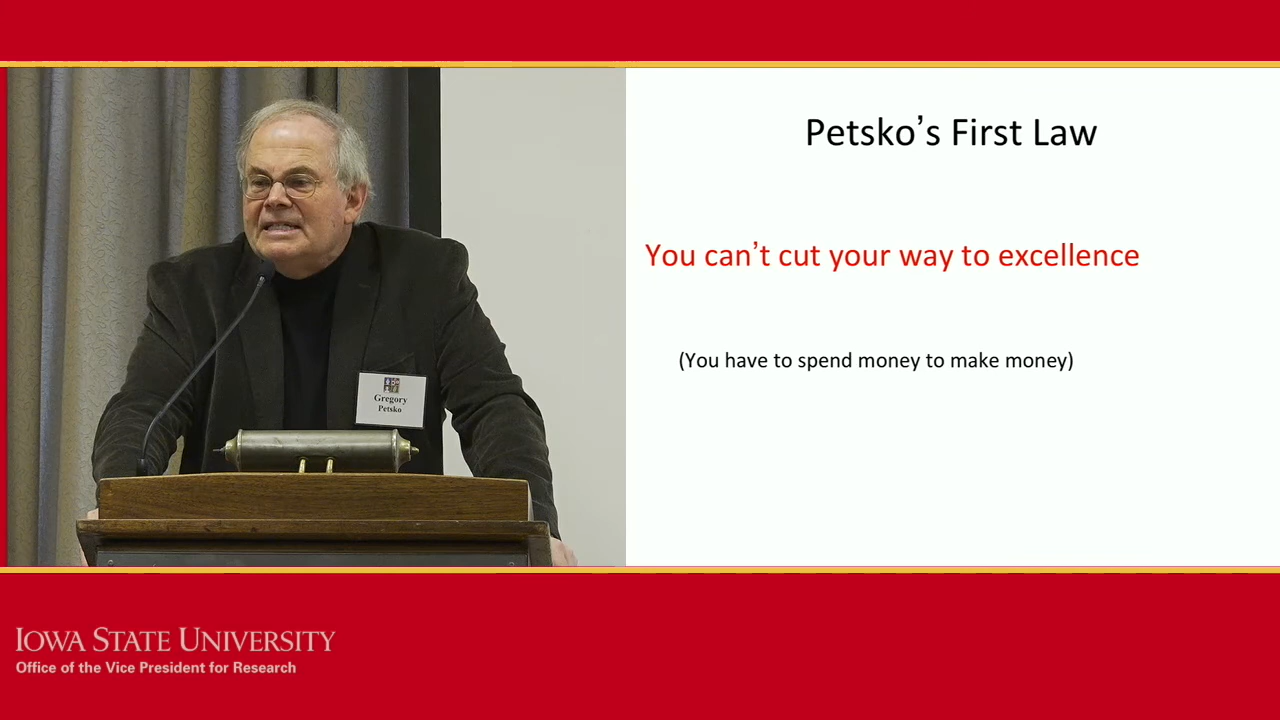 Petsko’s First Law
You can’t cut your way to excellence
(You have to spend money to make money)
Gregory
Petsko
IOWA STATE UNIVERSITY
Office of the Vice President for Research